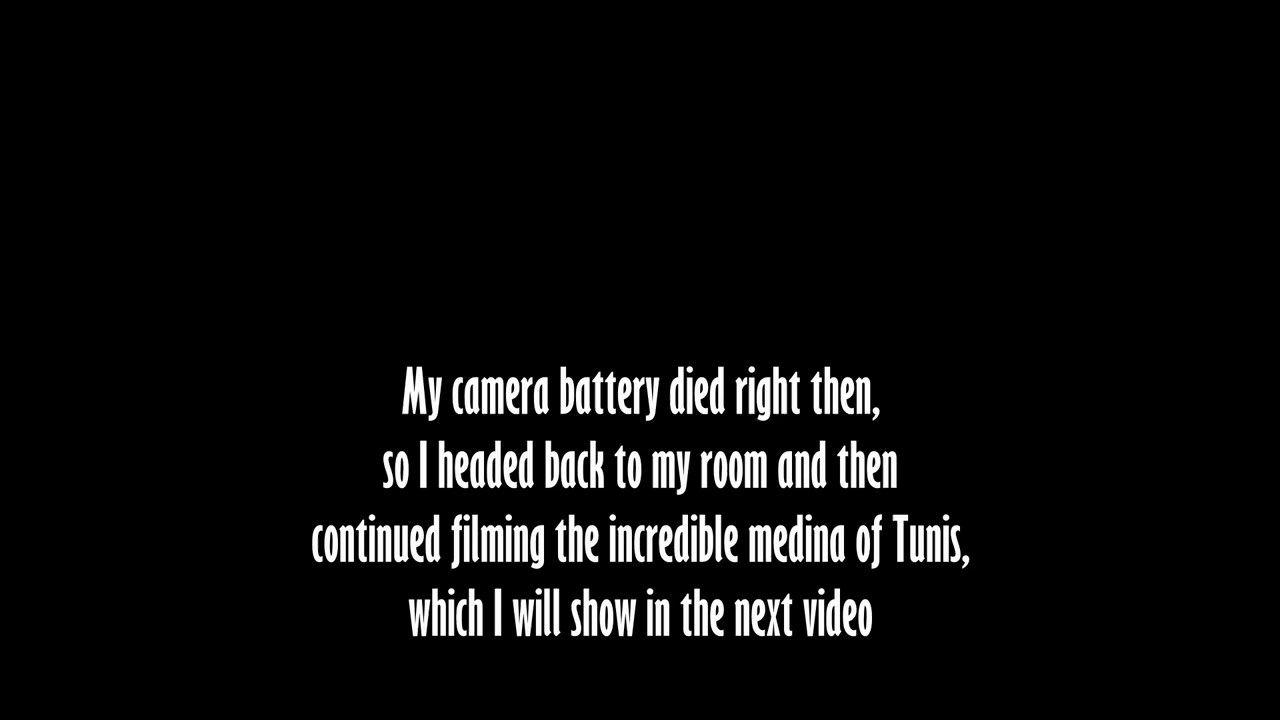 My camera battery died right then,
so I headed back to my room and then
continued filming the incredible medina of Tunis,
which I will show in the next video